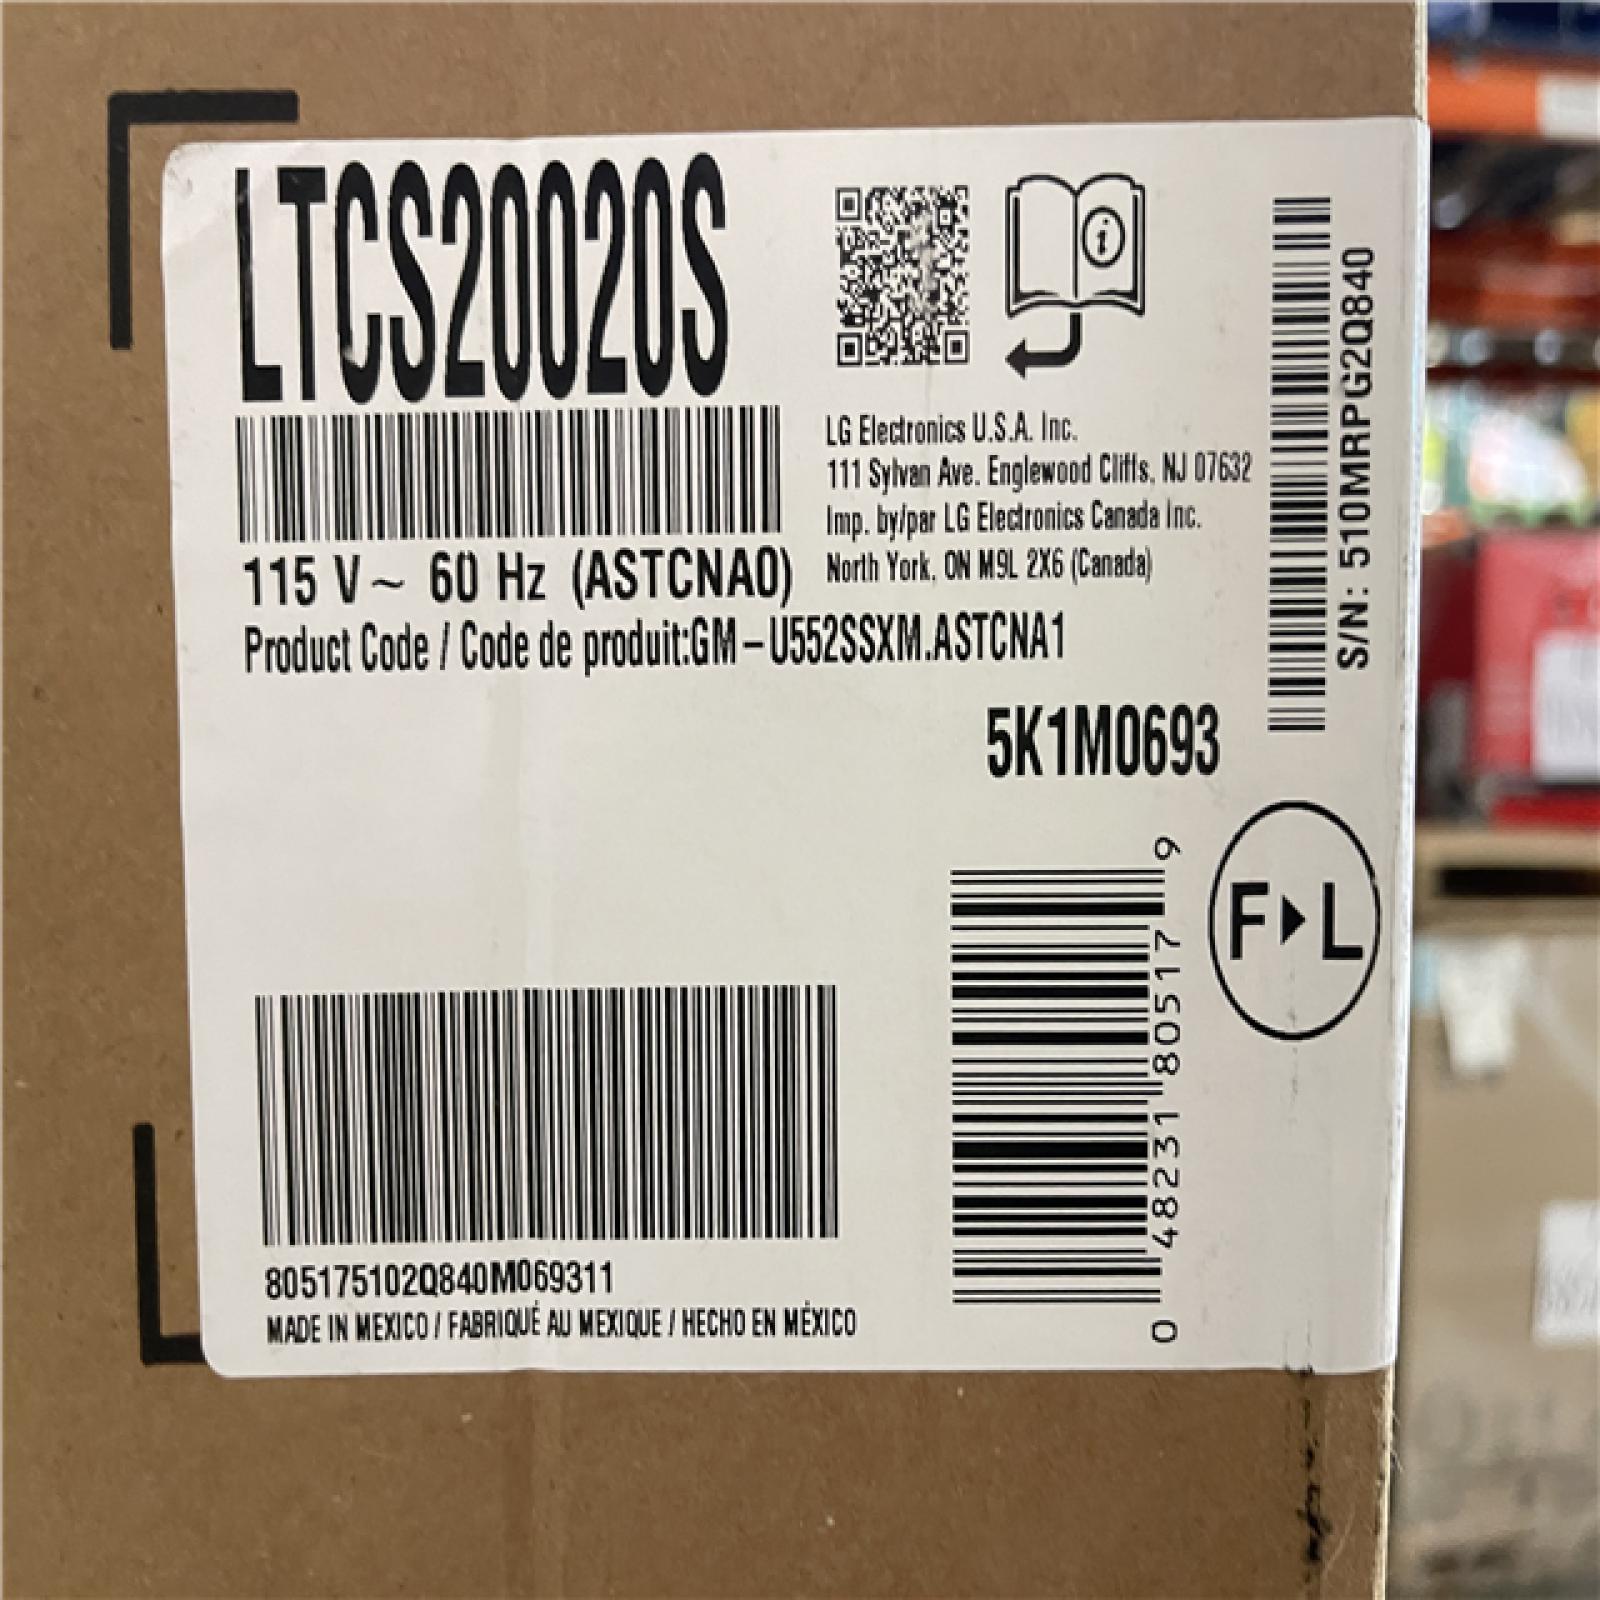 LTCS20020S
115 V~ 60 Hz (ASTCNA0)
Product Code / Code de produit:GM-U552SSXM.ASTCNA1
LG Electronics U.S.A. Inc.
111 Sylvan Ave. Englewood Cliffs, NJ 07632
Imp. by/par LG Electronics Canada Inc.
North York, ON M9L 2X6 (Canada)
S/N: 510MRPG2Q840
5K1M0693
F▶L
0 48231 80517 9
805175102Q840M069311
MADE IN MEXICO / FABRIQUÉ AU MEXIQUE / HECHO EN MÉXICO